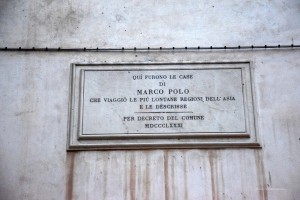 QUI FURONO LE CASE
DI
MARCO POLO
CHE VIAGGIÒ LE PIÙ LONTANE REGIONI DELL'ASIA
E LE DESCRISSE
PER DECRETO DEL COMUNE
MDCCCLXXXI